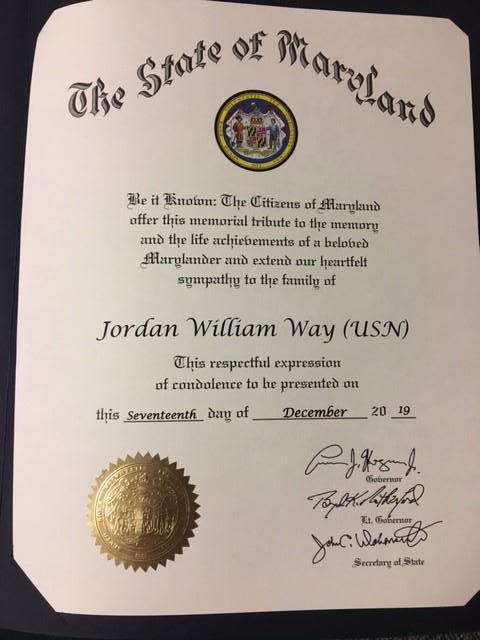 The State of Maryland
Be it Known: The Citizens of Maryland
offer this memorial tribute to the memory
and the life achievements of a beloved
Marylander and extend our heartfelt
sympathy to the family of
Jordan William Way (USN)
This respectful expression
of condolence to be presented on
this Seventeenth day of December 20 19
Governor
Lt. Governor
Secretary of State